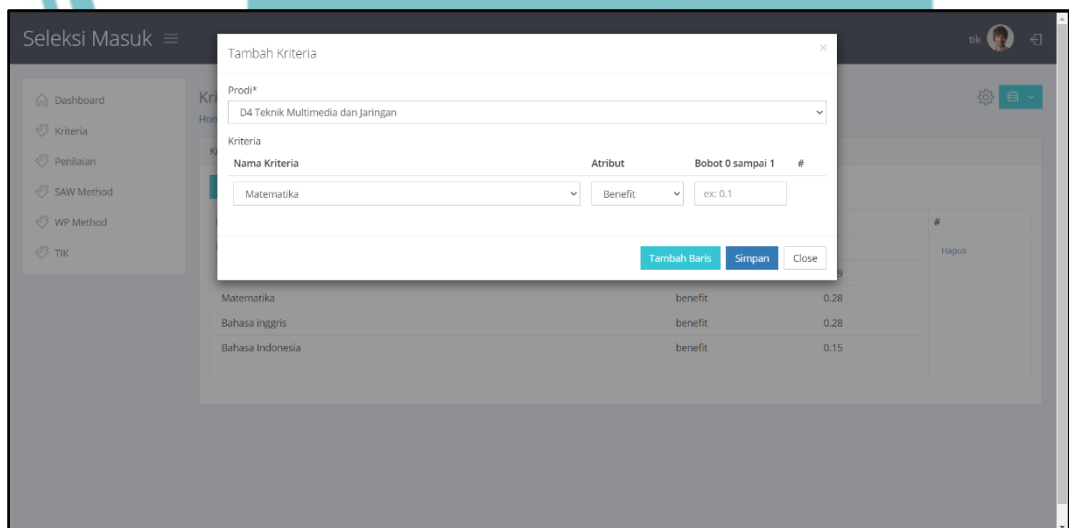 Seleksi Masuk
tik
Tambah Kriteria ×
Dashboard
Kriteria
Penilaian
SAW Method
WP Method
TIK
Prodi*
D4 Teknik Multimedia dan Jaringan
Kriteria
Nama Kriteria Atribut Bobot 0 sampai 1 #
Matematika Benefit ex: 0.1
Tambah Baris Simpan Close
#
Hapus
Matematika benefit 0.28
Bahasa inggris benefit 0.28
Bahasa Indonesia benefit 0.15